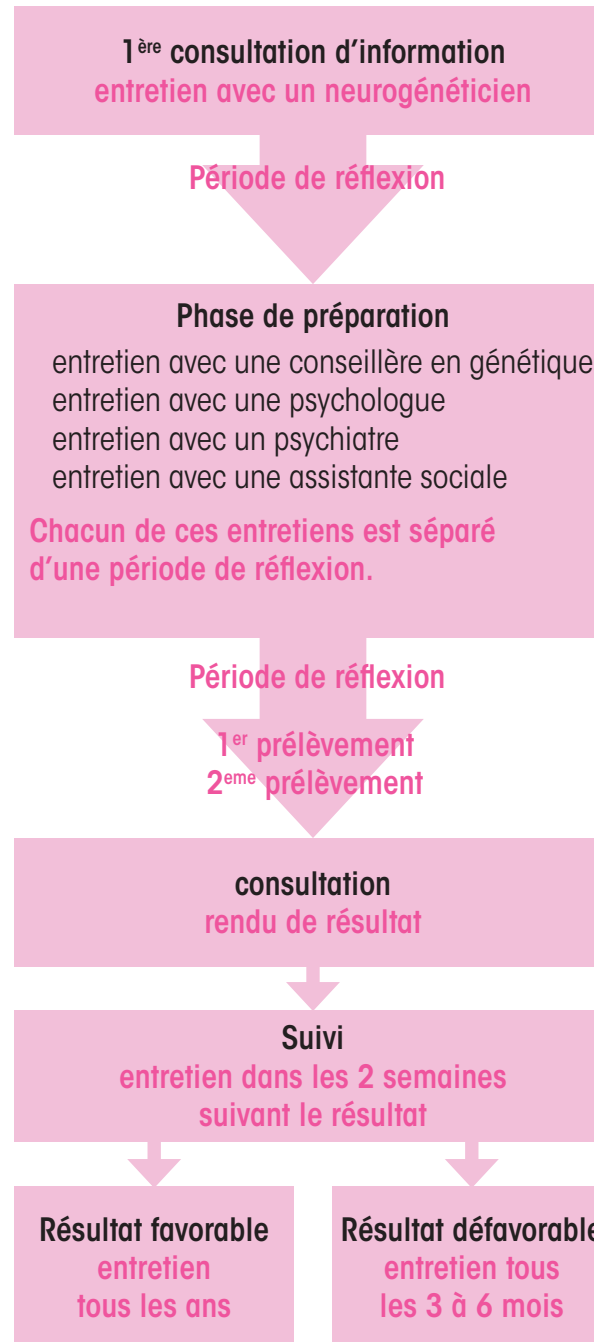 1ère consultation d’information
entretien avec un neurogénéticien
Période de réflexion
Phase de préparation
entretien avec une conseillère en génétique
entretien avec une psychologue
entretien avec un psychiatre
entretien avec une assistante sociale
Chacun de ces entretiens est séparé
d’une période de réflexion.
Période de réflexion
1er prélèvement
2eme prélèvement
consultation
rendu de résultat
Suivi
entretien dans les 2 semaines
suivant le résultat
Résultat favorable
entretien
tous les ans
Résultat défavorable
entretien tous
les 3 à 6 mois